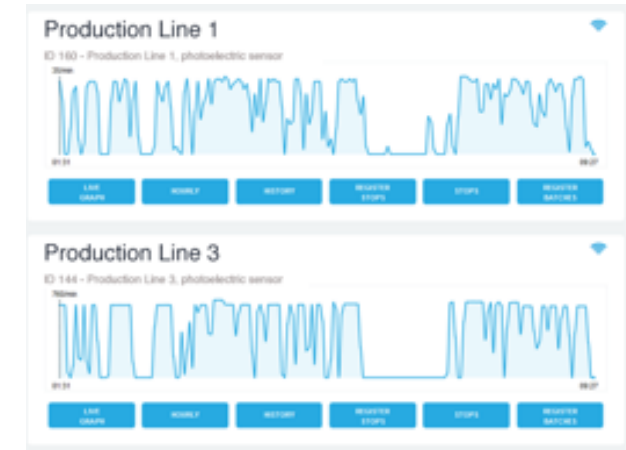 Production Line 1
ID 160 - Production Line 1, photoelectric sensor
01:31
09:27
LIVE
GRAPH
HOURLY
HISTORY
REGISTER
STOPS
STOPS
REGISTER
BATCHES
Production Line 3
ID 144 - Production Line 3, photoelectric sensor
01:31
09:27
LIVE
GRAPH
HOURLY
HISTORY
REGISTER
STOPS
STOPS
REGISTER
BATCHES